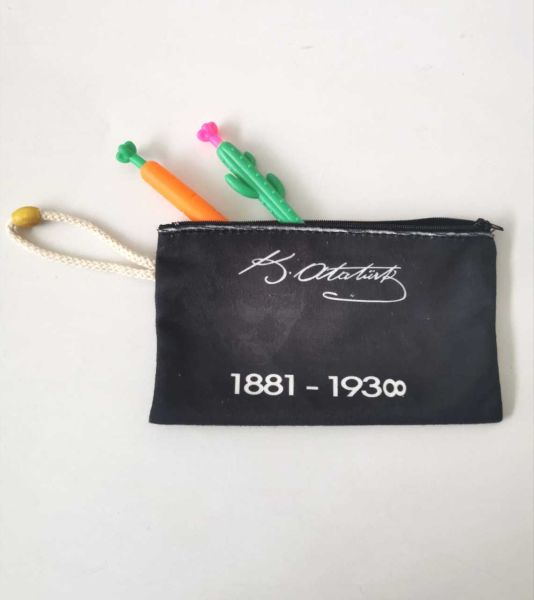 K. Atatürk
1881 - 193∞